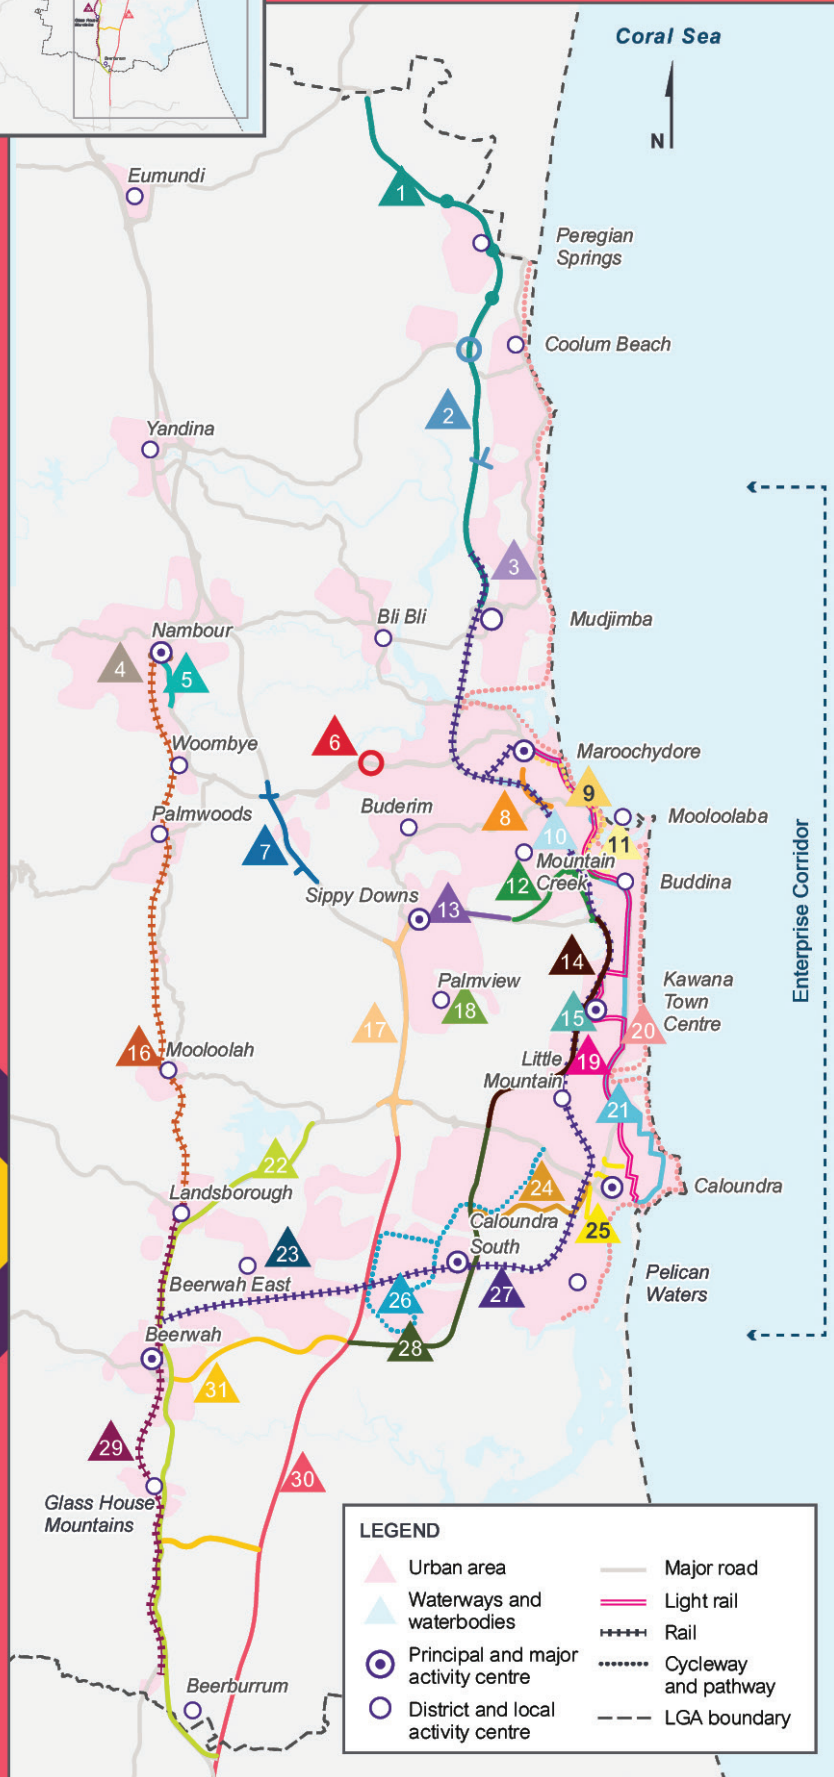 Coral Sea
N
Eumundi
1
Peregian
Springs
Coolum Beach
2
Yandina
3
Bli Bli
Mudjimba
Nambour
4
5
Woombye
6
Maroochydore
9
Palmwoods
Buderim
8
Mooloolaba
7
10
11
Mountain
Creek
12
Buddina
Sippy Downs
13
Enterprise Corridor
14
Palmview
18
Kawana
Town
Centre
15
17
20
16
Mooloolah
Little
Mountain
19
21
22
Landsborough
24
Caloundra
Caloundra
South
25
23
Beerwah East
26
27
Pelican
Waters
Beerwah
28
31
29
30
Glass House
Mountains
Beerburrum
LEGEND
Urban area
Waterways and
waterbodies
Principal and major
activity centre
District and local
activity centre
Major road
Light rail
Rail
Cycleway
and pathway
LGA boundary